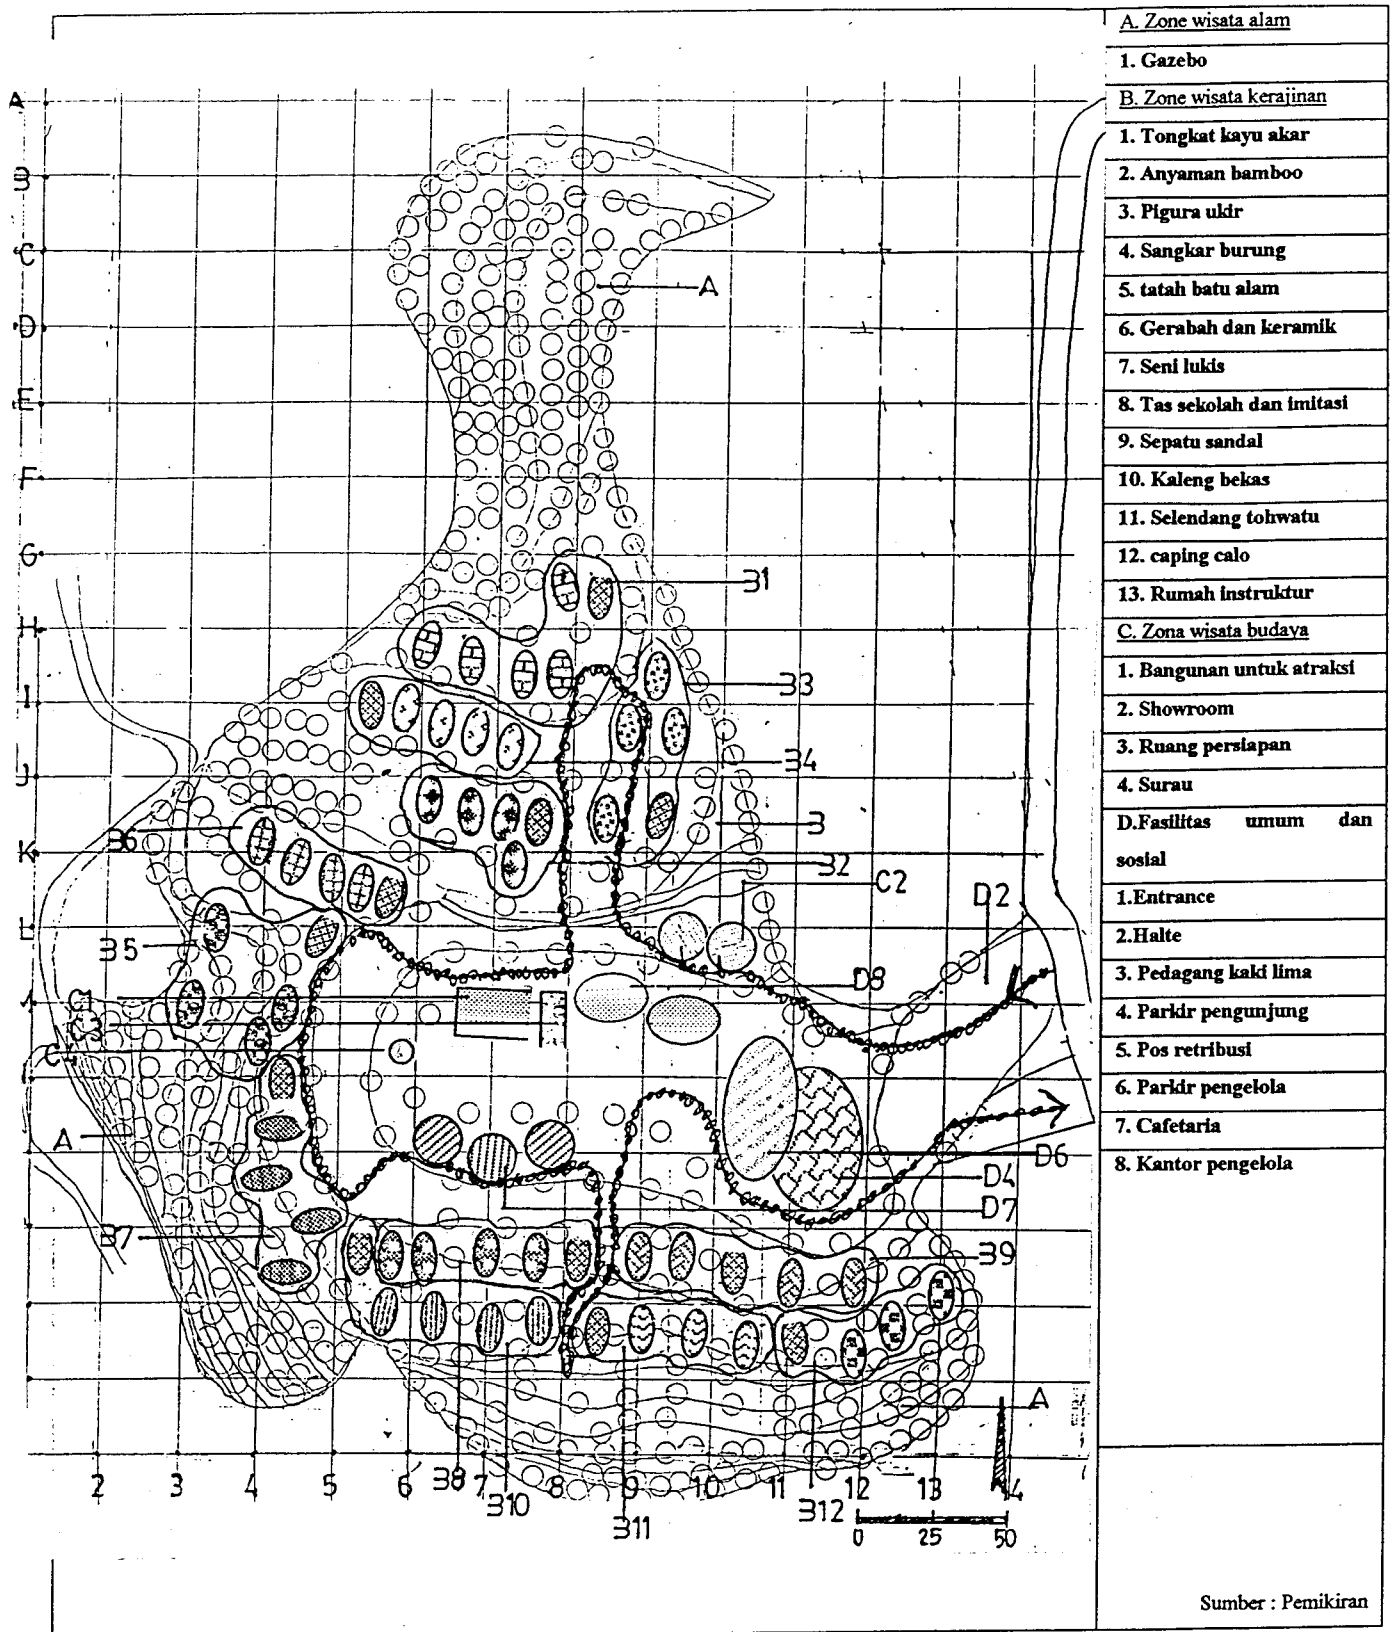 A. Zone wisata alam
1. Gazebo
B. Zone wisata kerajinan
1. Tongkat kayu akar
2. Anyaman bamboo
3. Pigura ukir
4. Sangkar burung
5. tatah batu alam
6. Gerabah dan keramik
7. Seni lukis
8. Tas sekolah dan imitasi
9. Sepatu sandal
10. Kaleng bekas
11. Selendang tohwatu
12. caping calo
13. Rumah instruktur
C. Zona wisata budaya
1. Bangunan untuk atraksi
2. Showroom
3. Ruang persiapan
4. Surau
D.Fasilitas umum dan
sosial
1.Entrance
2.Halte
3. Pedagang kaki lima
4. Parkir pengunjung
5. Pos retribusi
6. Parkir pengelola
7. Cafetaria
8. Kantor pengelola
Sumber : Pemikiran
A
B
C
D
E
F
G
H
I
J
K
L
A
B1
B3
B4
B
B6
B2
C2
D2
B5
D8
C1
C3
A
D6
D4
D7
B7
B9
A
2 3 4 5 6 7 8 9 10 11 12 13 14
B8
B10
B11
B12
0 25 50